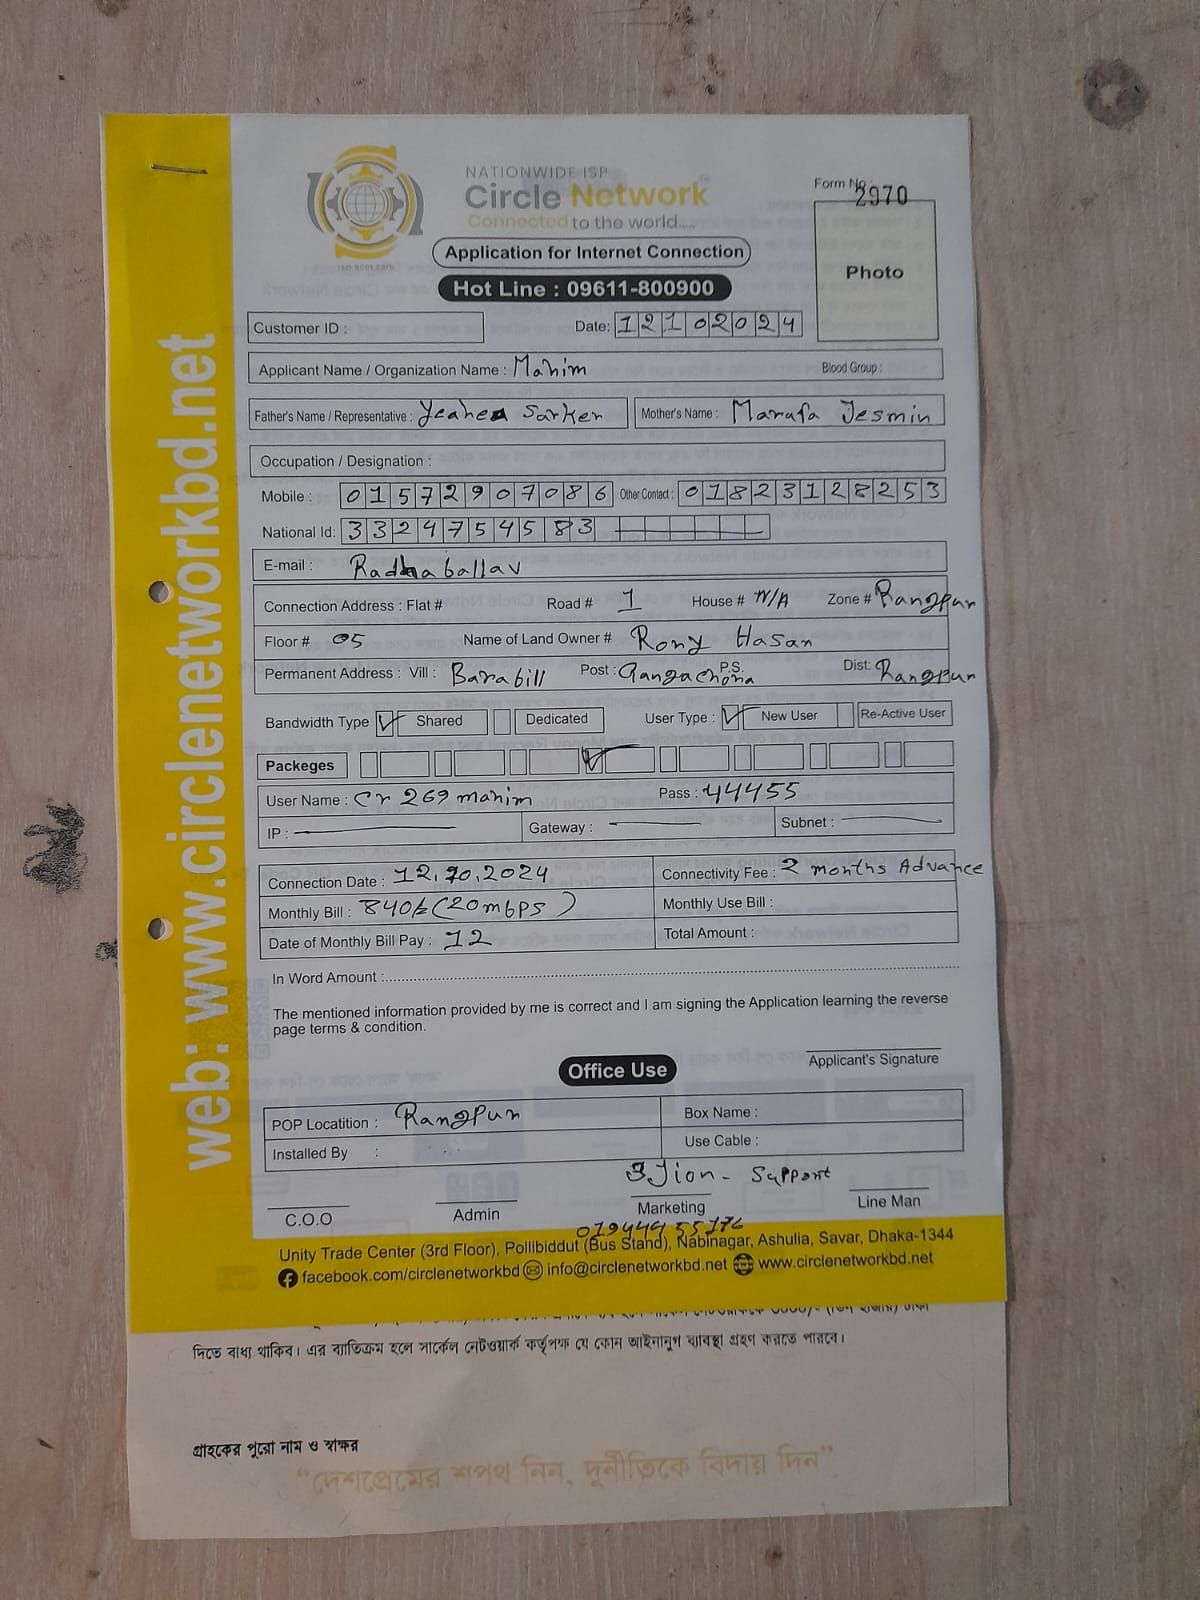 web: www.circlenetworkbd.net
NATIONWIDE ISP
Circle Network
Connected to the world....
Form No : 2970
Application for Internet Connection
Photo
Hot Line : 09611-800900
Customer ID :
Date: 12102024
Applicant Name / Organization Name : Mahim
Blood Group :
Father's Name / Representative : Sarker
Mother's Name : Marufa Jesmin
Occupation / Designation :
Mobile : 01572907086 Other Contact : 01823128253
National Id: 3324754583
E-mail : Radhaballav
Connection Address : Flat # Road # 1 House # N/A Zone # Rangpur
Floor # 05 Name of Land Owner # Rony Hasan
Permanent Address : Vill : Barabill Post : Gangachora P.S. Dist: Rangpur
Bandwidth Type Shared Dedicated User Type : New User Re-Active User
Packeges
User Name : Cr 269 mahim Pass : 44455
IP : Gateway : Subnet :
Connection Date : 12.10.2024 Connectivity Fee : 2 months Advance
Monthly Bill : 840/= (20mbps) Monthly Use Bill :
Date of Monthly Bill Pay : 12 Total Amount :
In Word Amount :
The mentioned information provided by me is correct and I am signing the Application learning the reverse
page terms & condition.
Applicant's Signature
Office Use
POP Locatition : Rangpur Box Name :
Installed By : Use Cable :
Support
C.O.O Admin Marketing Line Man
Unity Trade Center (3rd Floor), Pollibiddut (Bus Stand), Nabinagar, Ashulia, Savar, Dhaka-1344
facebook.com/circlenetworkbd info@circlenetworkbd.net www.circlenetworkbd.net
দিতে বাধ্য থাকিব। এর ব্যতিক্রম হলে সার্কেল নেটওয়ার্ক কর্তৃপক্ষ যে কোন আইনানুগ ব্যাবস্থা গ্রহণ করতে পারবে।
গ্রাহকের পুরো নাম ও স্বাক্ষর
“দেশপ্রেমের শপথ নিন, দুর্নীতিকে বিদায় দিন”